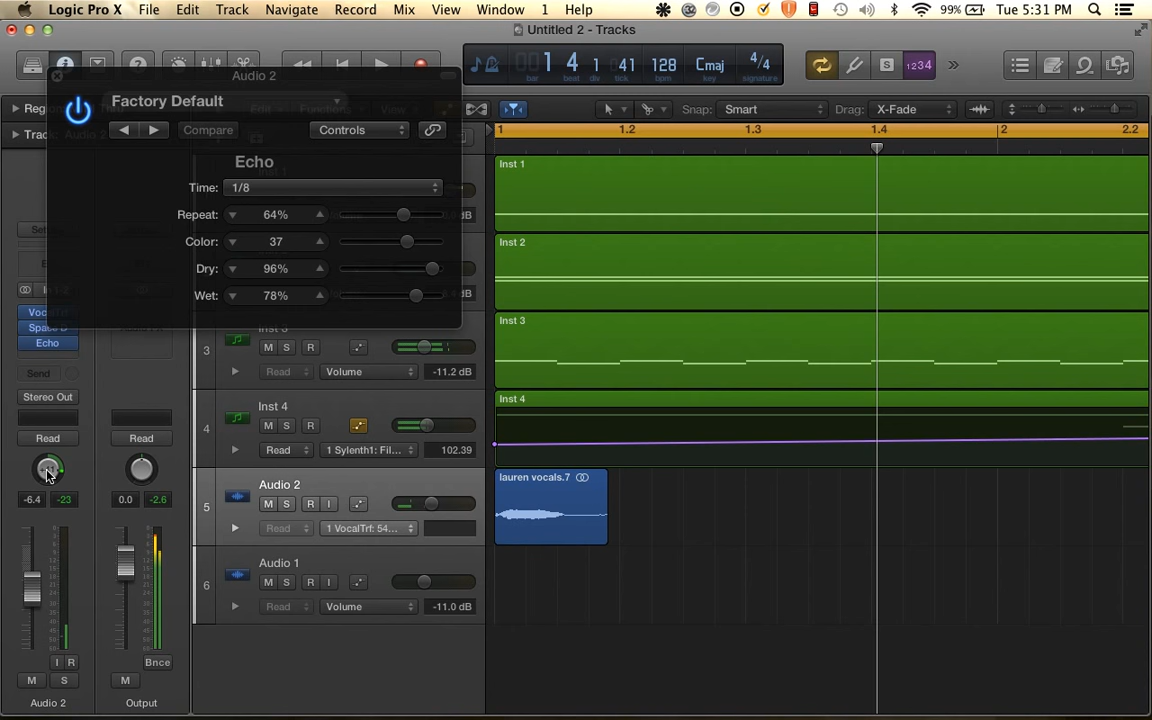 Logic Pro X File Edit Track Navigate Record Mix View Window 1 Help 99% Tue 5:31 PM
Untitled 2 - Tracks
1 4 1 41 128 Cmaj 4/4
bar beat div tick bpm key signature
1234
Audio 2
Factory Default
Compare Controls
Echo
Time: 1/8
Repeat: 64%
Color: 37
Dry: 96%
Wet: 78%
Snap: Smart Drag: X-Fade
1 1.2 1.3 1.4 2 2.2
Inst 1
Inst 2
Inst 3
3 M S R
Read Volume -11.2 dB
Inst 3
Inst 4
4 M S R
Read 1 Sylenth1: Fil... 102.39
Inst 4
Audio 2
5 M S R I
Read 1 VocalTrf: 54...
lauren vocals.7
Audio 1
6 M S R I
Read Volume -11.0 dB
Echo
Send
Stereo Out
Read Read
-6.4 -23 0.0 -2.6
I R Bnce
M S M
Audio 2 Output